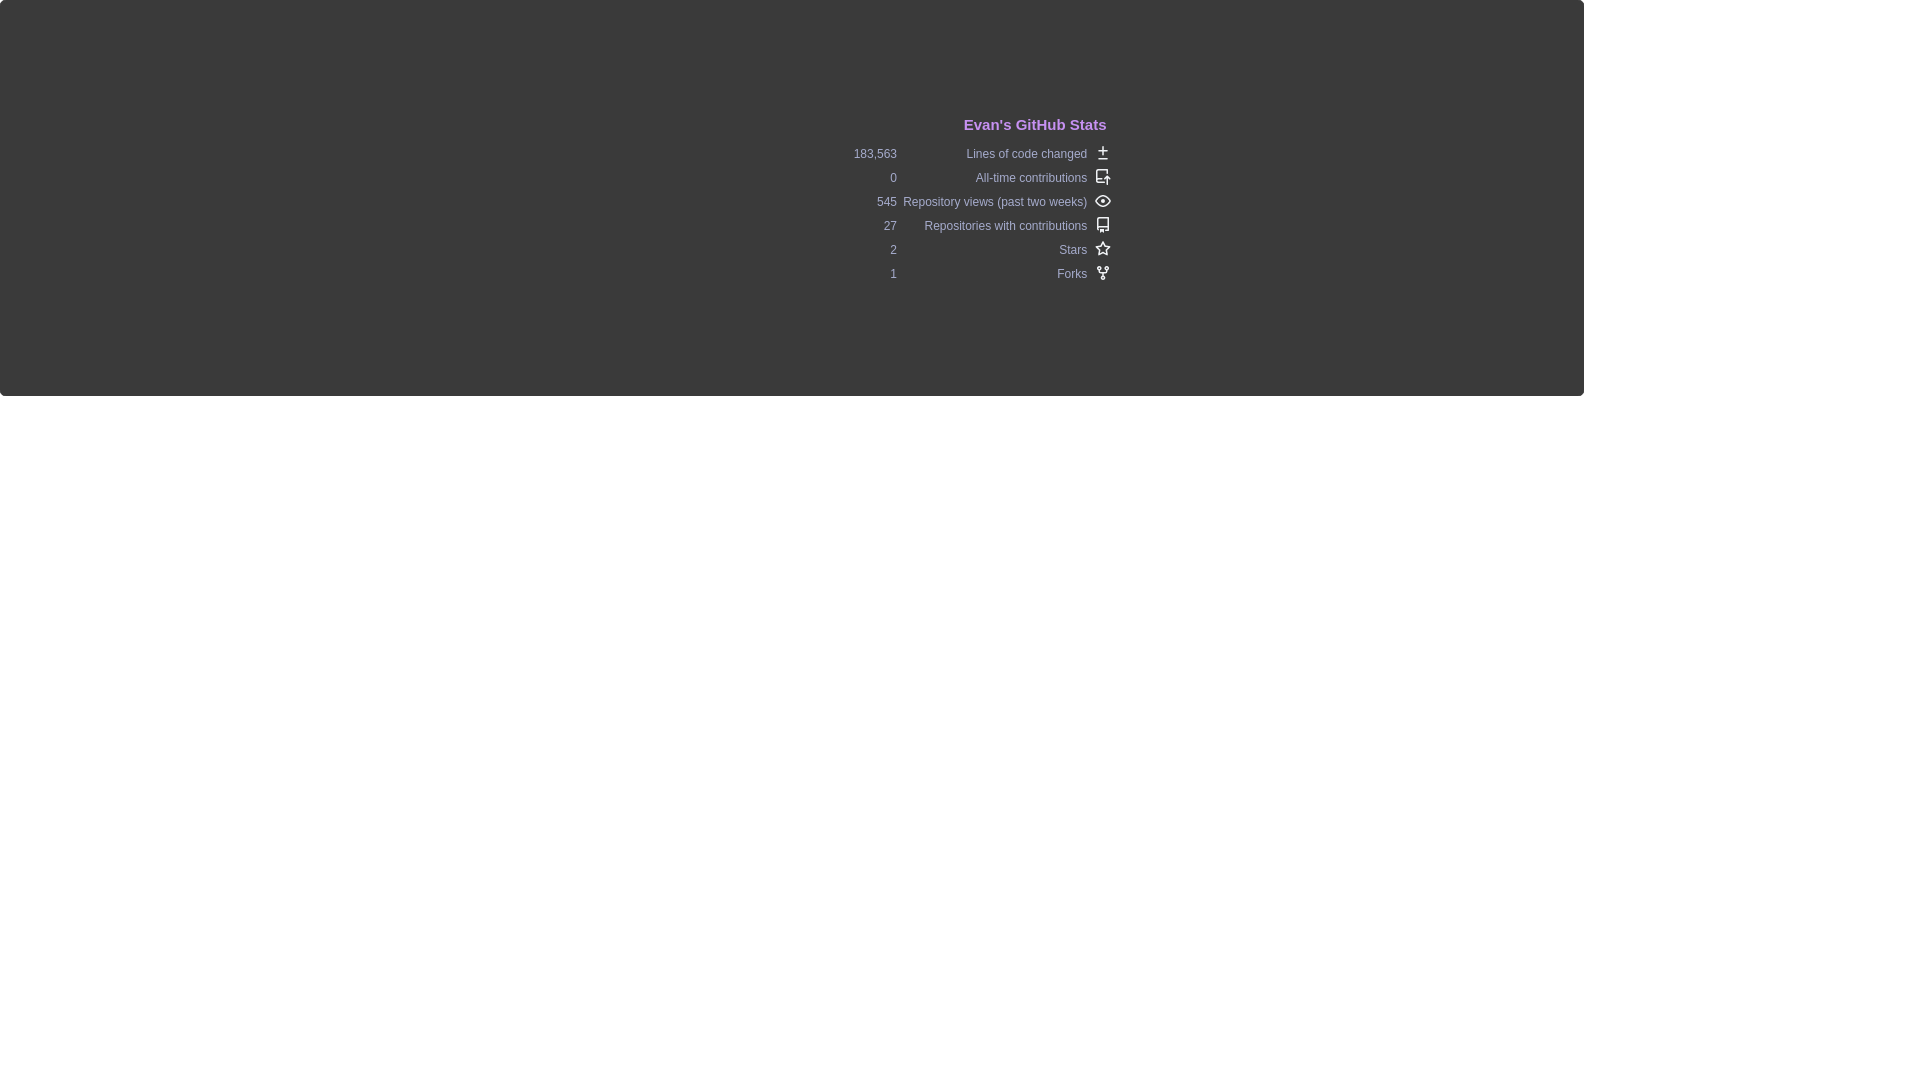 Evan's GitHub Stats
183,563 Lines of code changed
0 All-time contributions
545 Repository views (past two weeks)
27 Repositories with contributions
2 Stars
1 Forks